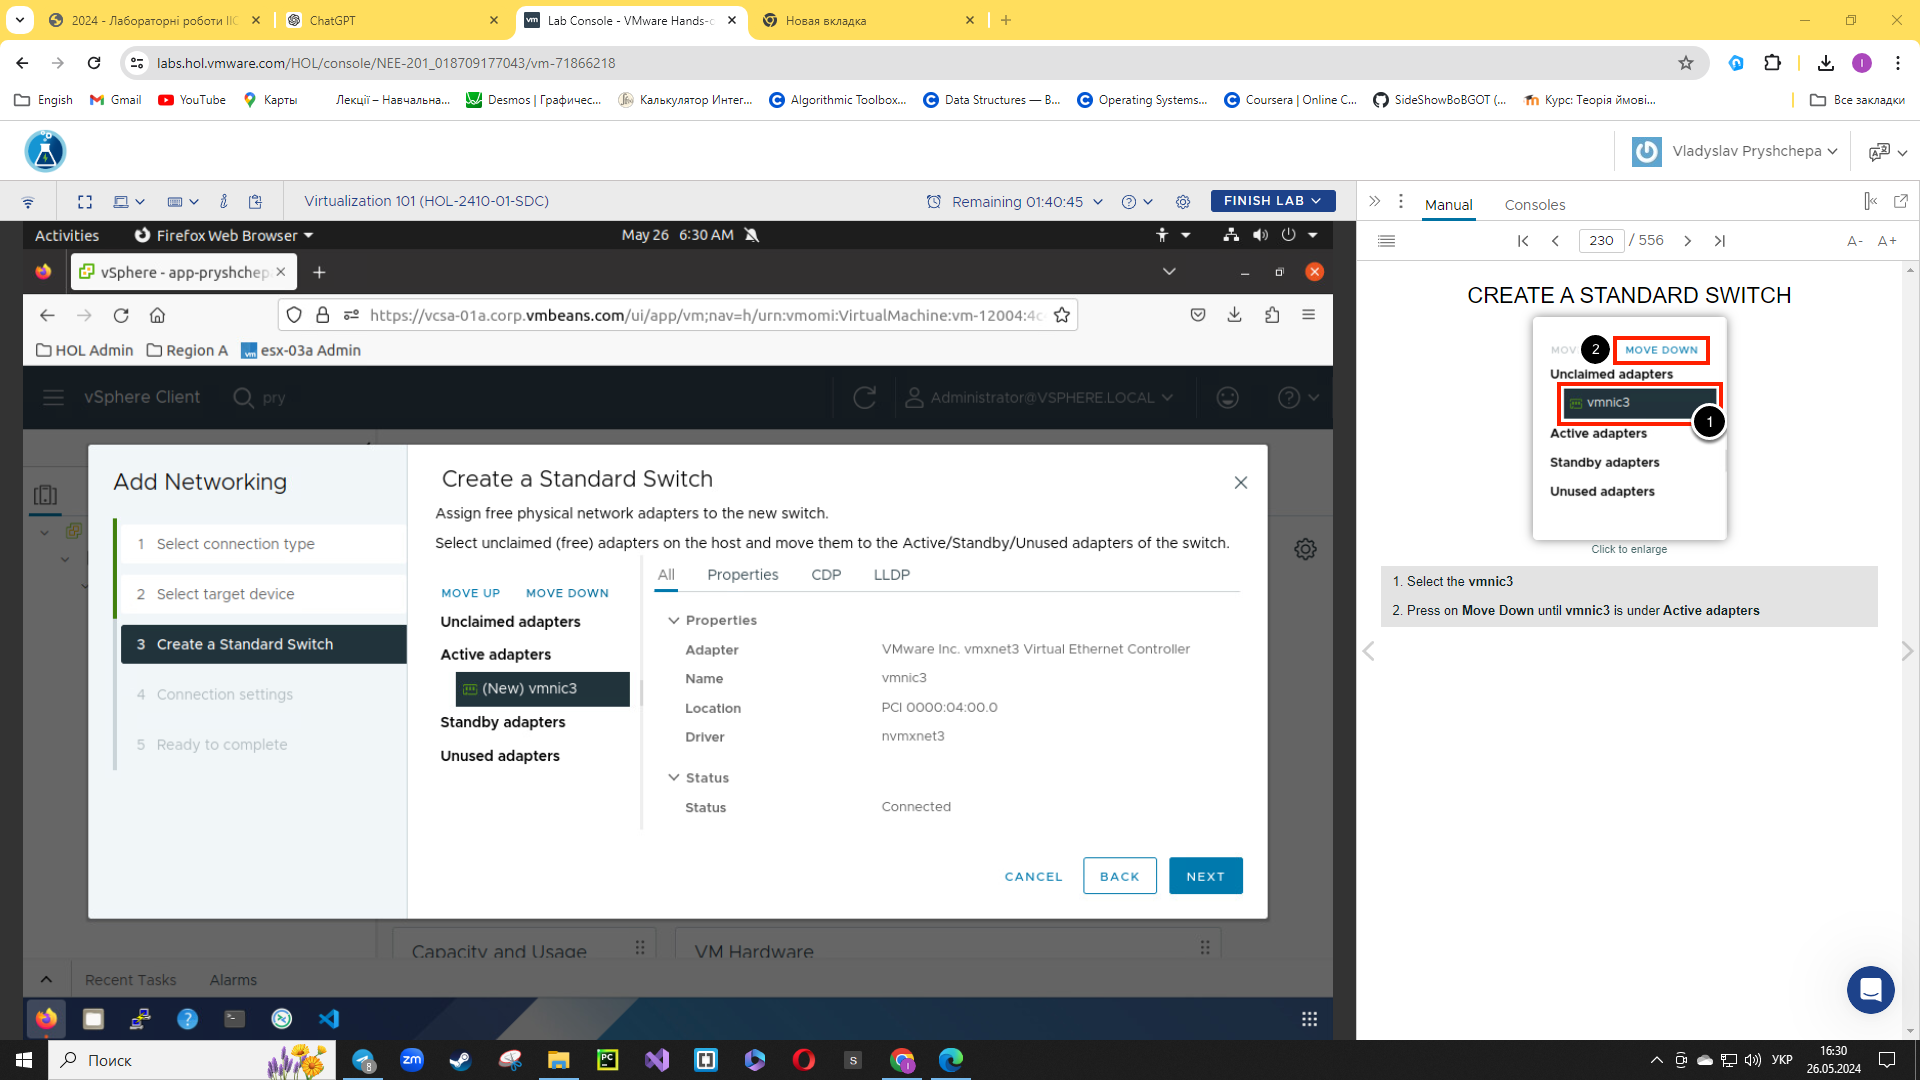 2024 - Лабораторні роботи ІІС
ChatGPT
Lab Console - VMware Hands-o
Новая вкладка
labs.hol.vmware.com/HOL/console/NEE-201_018709177043/vm-71866218
Engish
Gmail
YouTube
Карты
Лекції – Навчальна...
Desmos | Графичес...
Калькулятор Интег...
Algorithmic Toolbox...
Data Structures — В...
Operating Systems...
Coursera | Online C...
SideShowBoBGOT (...
Курс: Теорія ймові...
Все закладки
Vladyslav Pryshchepa
Virtualization 101 (HOL-2410-01-SDC)
Remaining 01:40:45
FINISH LAB
Manual
Consoles
Activities
Firefox Web Browser
May 26 6:30 AM
230 / 556
A- A+
vSphere - app-pryshchep
https://vcsa-01a.corp.vmbeans.com/ui/app/vm;nav=h/urn:vmomi:VirtualMachine:vm-12004:4c
HOL Admin
Region A
esx-03a Admin
vSphere Client
pry
Administrator@VSPHERE.LOCAL
Add Networking
1 Select connection type
2 Select target device
3 Create a Standard Switch
4 Connection settings
5 Ready to complete
Create a Standard Switch
Assign free physical network adapters to the new switch.
Select unclaimed (free) adapters on the host and move them to the Active/Standby/Unused adapters of the switch.
MOVE UP
MOVE DOWN
Unclaimed adapters
Active adapters
(New) vmnic3
Standby adapters
Unused adapters
All
Properties
CDP
LLDP
Properties
Adapter VMware Inc. vmxnet3 Virtual Ethernet Controller
Name vmnic3
Location PCI 0000:04:00.0
Driver nvmxnet3
Status
Status Connected
CANCEL
BACK
NEXT
Capacity and Usage
VM Hardware
Recent Tasks
Alarms
CREATE A STANDARD SWITCH
MOV
2
MOVE DOWN
Unclaimed adapters
vmnic3
1
Active adapters
Standby adapters
Unused adapters
Click to enlarge
1. Select the vmnic3
2. Press on Move Down until vmnic3 is under Active adapters
Поиск
УКР
16:30
26.05.2024